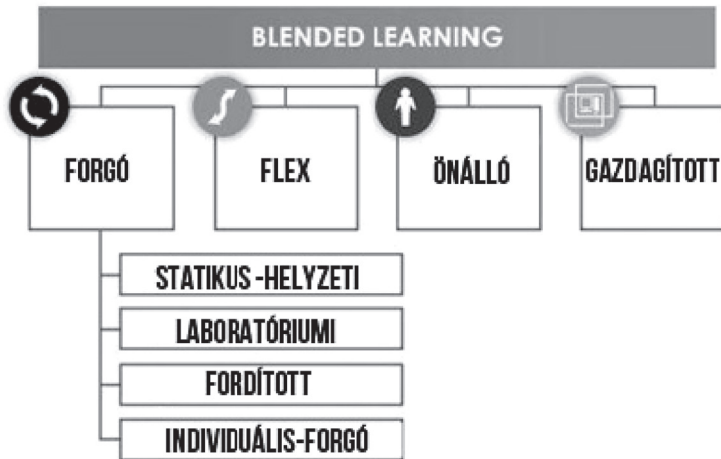 BLENDED LEARNING
FORGÓ
FLEX
ÖNÁLLÓ
GAZDAGÍTOTT
STATIKUS -HELYZETI
LABORATÓRIUMI
FORDÍTOTT
INDIVIDUÁLIS-FORGÓ